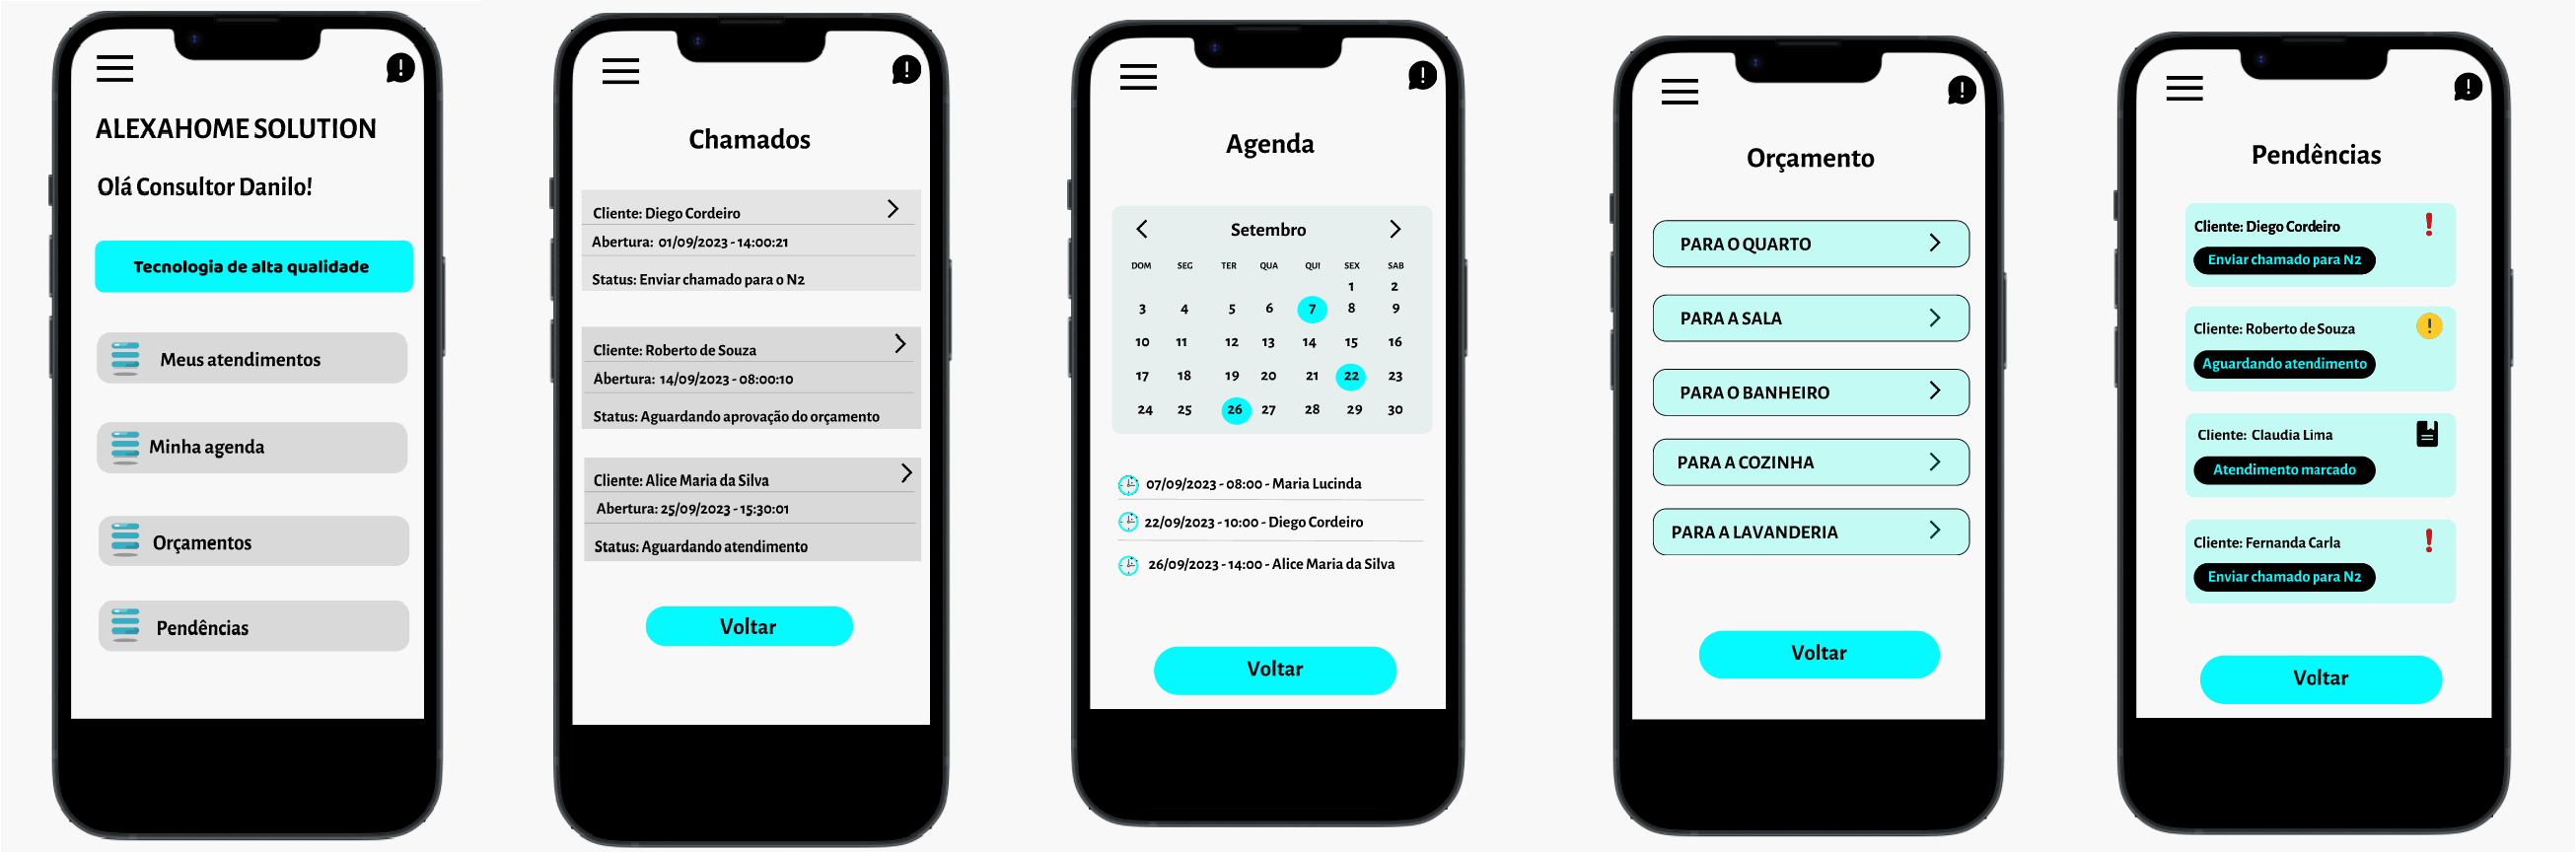 ALEXAHOME SOLUTION
Olá Consultor Danilo!
Tecnologia de alta qualidade
Meus atendimentos
Minha agenda
Orçamentos
Pendências
Chamados
Cliente: Diego Cordeiro
Abertura: 01/09/2023 - 14:00:21
Status: Enviar chamado para o N2
Cliente: Roberto de Souza
Abertura: 14/09/2023 - 08:00:10
Status: Aguardando aprovação do orçamento
Cliente: Alice Maria da Silva
Abertura: 25/09/2023 - 15:30:01
Status: Aguardando atendimento
Voltar
Agenda
Setembro
DOM SEG TER QUA QUI SEX SAB
1 2
3 4 5 6 7 8 9
10 11 12 13 14 15 16
17 18 19 20 21 22 23
24 25 26 27 28 29 30
07/09/2023 - 08:00 - Maria Lucinda
22/09/2023 - 10:00 - Diego Cordeiro
26/09/2023 - 14:00 - Alice Maria da Silva
Voltar
Orçamento
PARA O QUARTO
PARA A SALA
PARA O BANHEIRO
PARA A COZINHA
PARA A LAVANDERIA
Voltar
Pendências
Cliente: Diego Cordeiro
Enviar chamado para N2
Cliente: Roberto de Souza
Aguardando atendimento
Cliente: Claudia Lima
Atendimento marcado
Cliente: Fernanda Carla
Enviar chamado para N2
Voltar